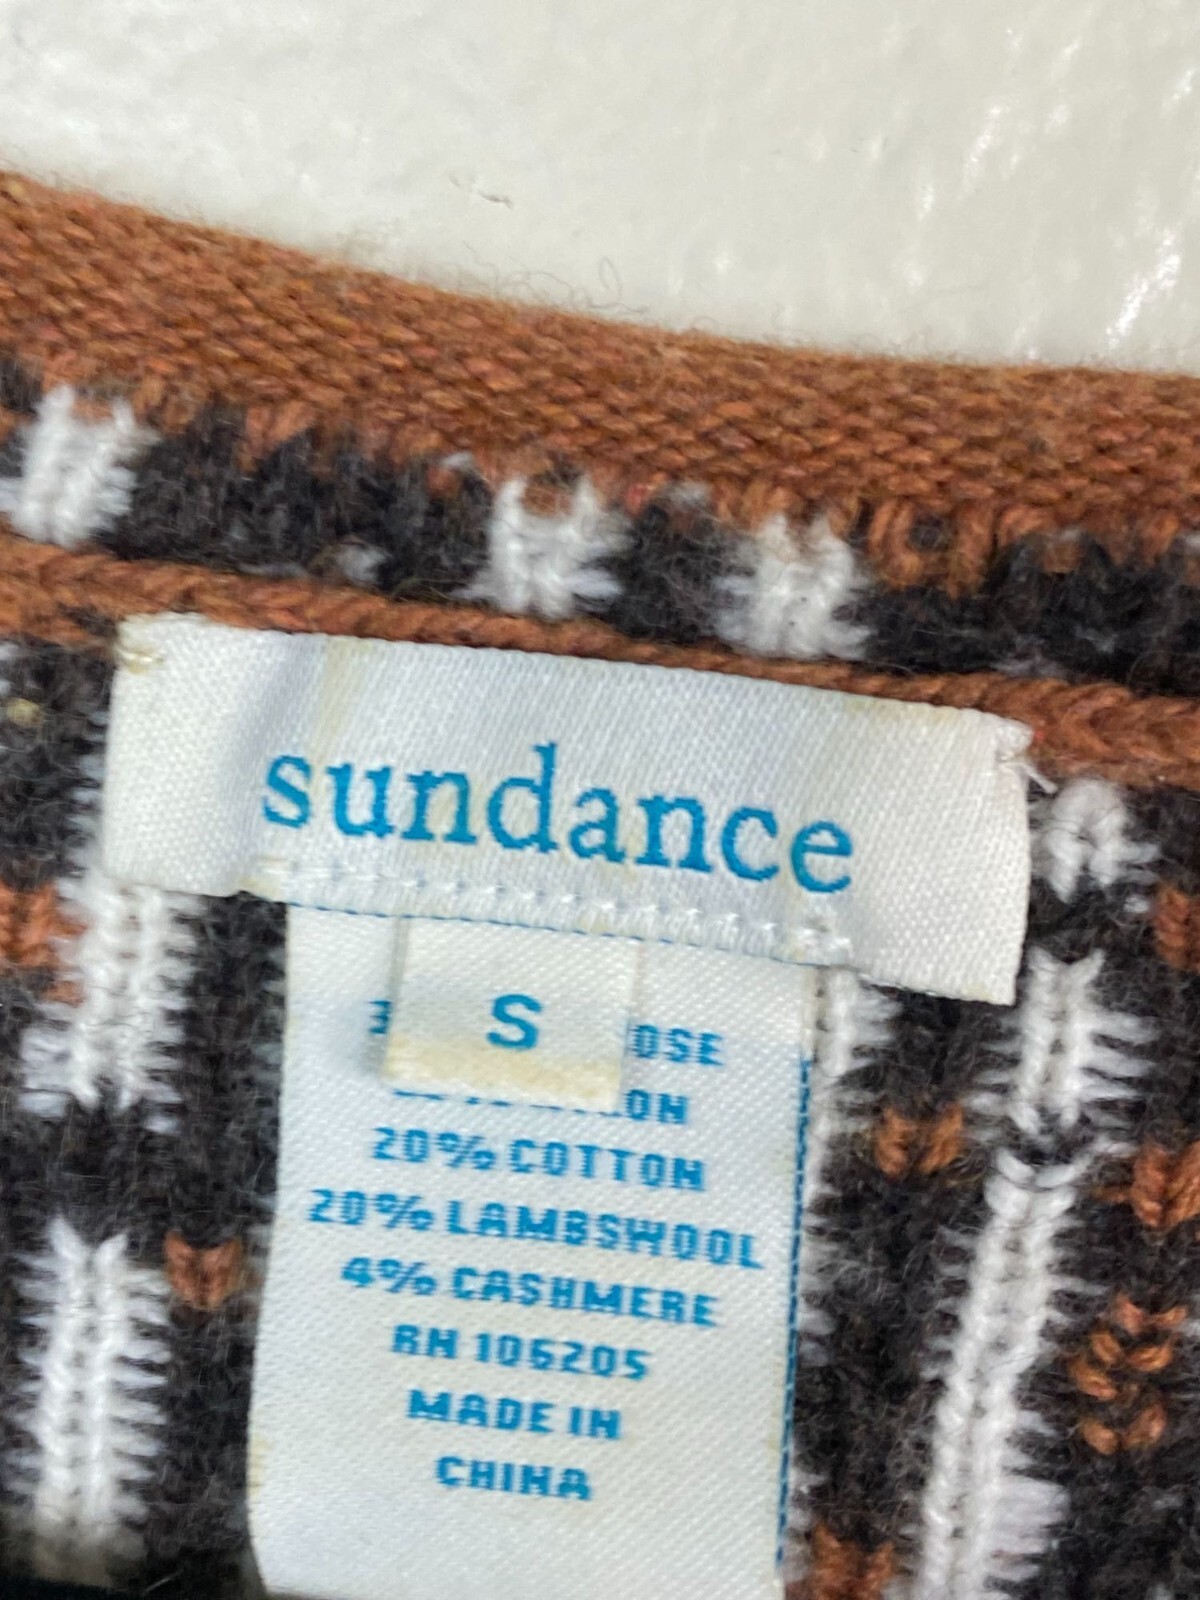 sundance
S
20% COTTON
20% LAMBSWOOL
4% CASHMERE
RN 106205
MADE IN
CHINA